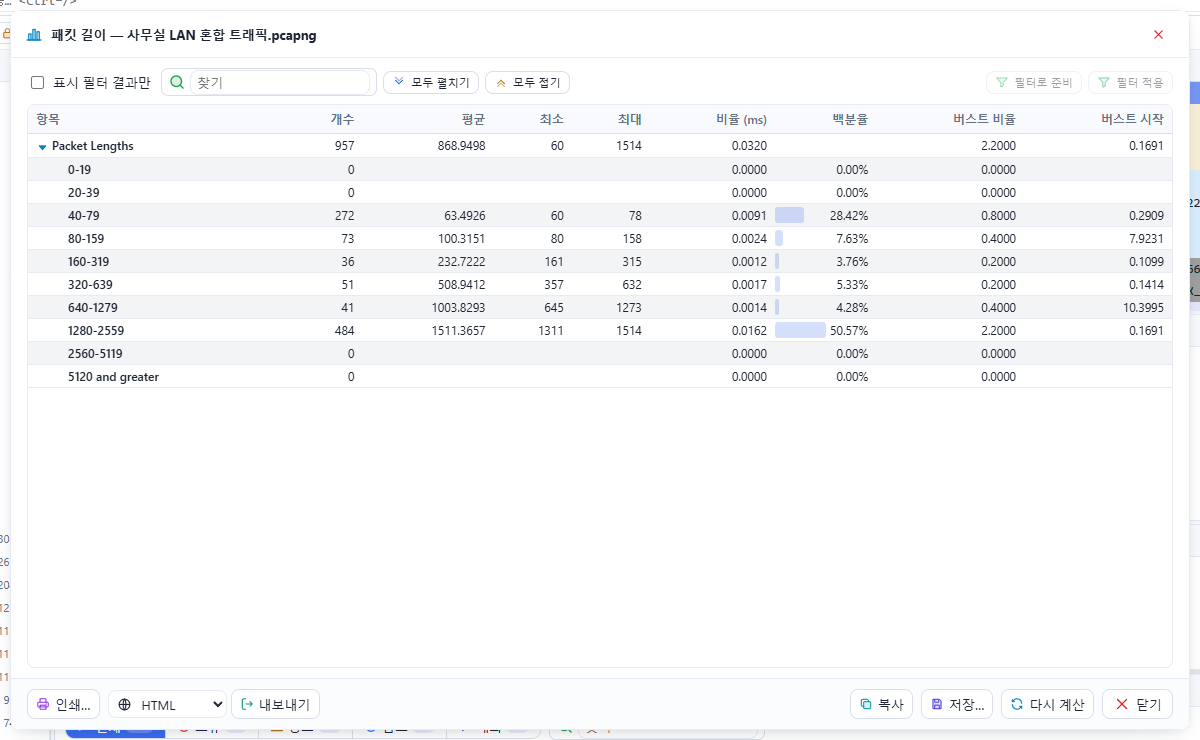 패킷 길이 — 사무실 LAN 혼합 트래픽.pcapng
표시 필터 결과만 찾기 모두 펼치기 모두 접기 필터로 준비 필터 적용
항목 개수 평균 최소 최대 비율 (ms) 백분율 버스트 비율 버스트 시작
Packet Lengths 957 868.9498 60 1514 0.0320 2.2000 0.1691
0-19 0 0.0000 0.00% 0.0000
20-39 0 0.0000 0.00% 0.0000
40-79 272 63.4926 60 78 0.0091 28.42% 0.8000 0.2909
80-159 73 100.3151 80 158 0.0024 7.63% 0.4000 7.9231
160-319 36 232.7222 161 315 0.0012 3.76% 0.2000 0.1099
320-639 51 508.9412 357 632 0.0017 5.33% 0.2000 0.1414
640-1279 41 1003.8293 645 1273 0.0014 4.28% 0.4000 10.3995
1280-2559 484 1511.3657 1311 1514 0.0162 50.57% 2.2000 0.1691
2560-5119 0 0.0000 0.00% 0.0000
5120 and greater 0 0.0000 0.00% 0.0000
인쇄... HTML 내보내기 복사 저장... 다시 계산 닫기